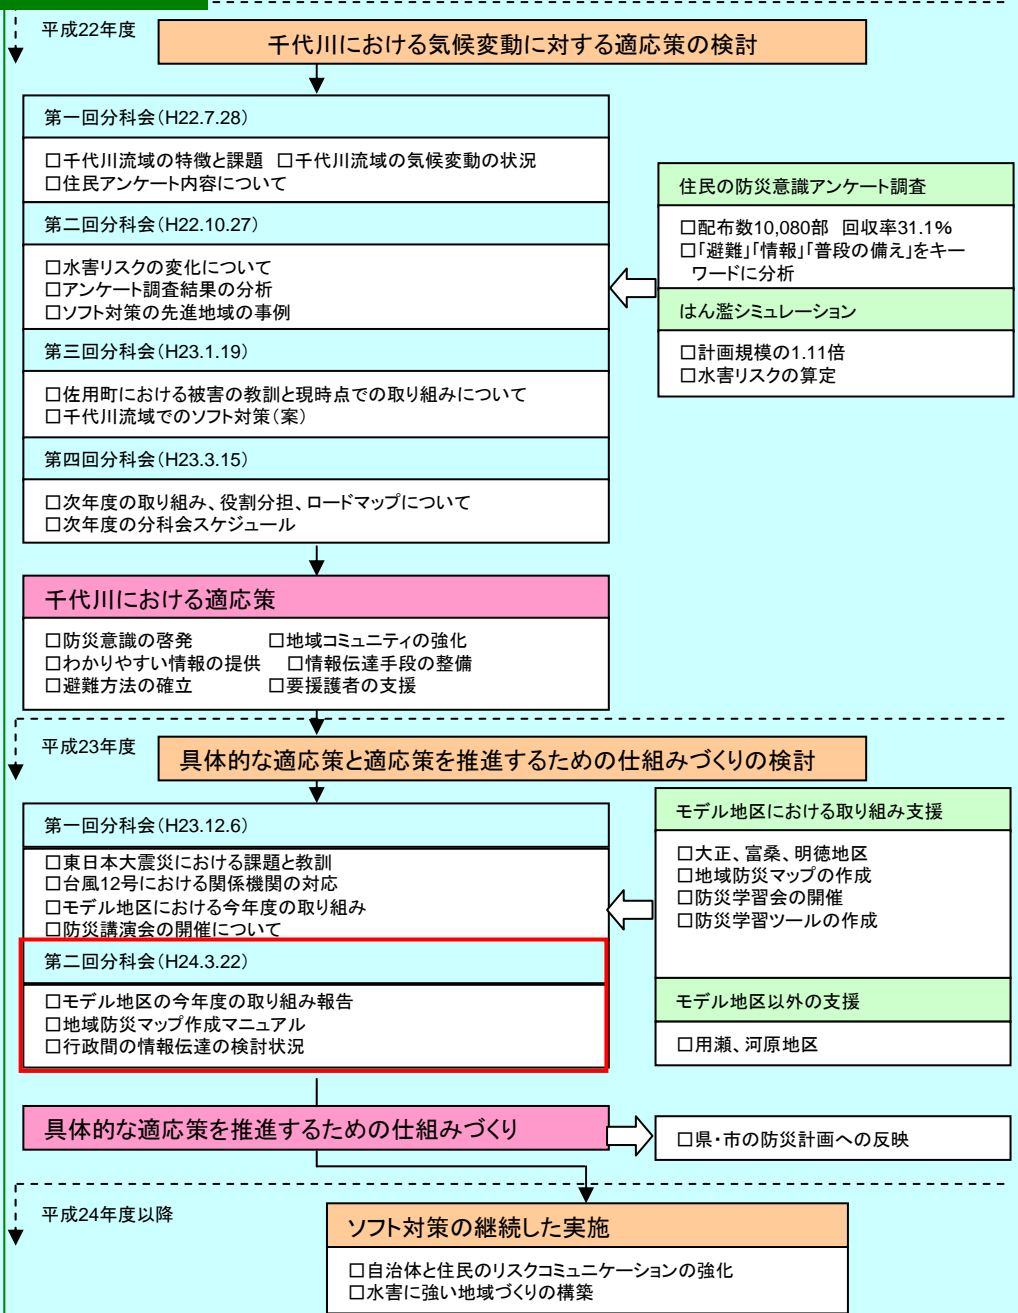 平成22年度
千代川における気候変動に対する適応策の検討
第一回分科会(H22.7.28)
□千代川流域の特徴と課題 □千代川流域の気候変動の状況
□住民アンケート内容について
第二回分科会(H22.10.27)
□水害リスクの変化について
□アンケート調査結果の分析
□ソフト対策の先進地域の事例
第三回分科会(H23.1.19)
□佐用町における被害の教訓と現時点での取り組みについて
□千代川流域でのソフト対策(案)
第四回分科会(H23.3.15)
□次年度の取り組み、役割分担、ロードマップについて
□次年度の分科会スケジュール
住民の防災意識アンケート調査
□配布数10,080部 回収率31.1%
□「避難」「情報」「普段の備え」をキー
ワードに分析
はん濫シミュレーション
□計画規模の1.11倍
□水害リスクの算定
千代川における適応策
□防災意識の啓発 □地域コミュニティの強化
□わかりやすい情報の提供 □情報伝達手段の整備
□避難方法の確立 □要援護者の支援
平成23年度
具体的な適応策と適応策を推進するための仕組みづくりの検討
第一回分科会(H23.12.6)
□東日本大震災における課題と教訓
□台風12号における関係機関の対応
□モデル地区における今年度の取り組み
□防災講演会の開催について
第二回分科会(H24.3.22)
□モデル地区の今年度の取り組み報告
□地域防災マップ作成マニュアル
□行政間の情報伝達の検討状況
モデル地区における取り組み支援
□大正、富桑、明徳地区
□地域防災マップの作成
□防災学習会の開催
□防災学習ツールの作成
モデル地区以外の支援
□用瀬、河原地区
具体的な適応策を推進するための仕組みづくり
□県・市の防災計画への反映
平成24年度以降
ソフト対策の継続した実施
□自治体と住民のリスクコミュニケーションの強化
□水害に強い地域づくりの構築